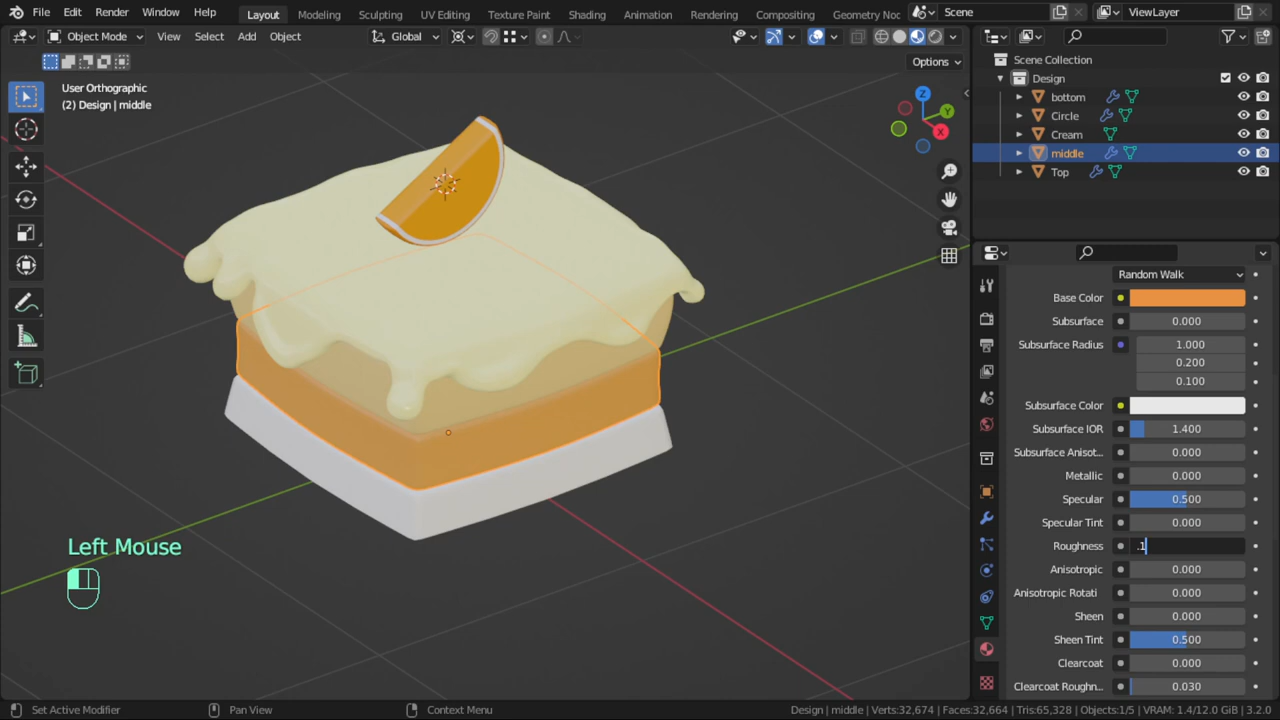 File Edit Render Window Help Layout Modeling Sculpting UV Editing Texture Paint Shading Animation Rendering Compositing Geometry Noc Scene ViewLayer
Object Mode View Select Add Object Global
Options
User Orthographic
(2) Design | middle
Z
Y
X
Left Mouse
Scene Collection
Design
bottom
Circle
Cream
middle
Top
Random Walk
Base Color
Subsurface 0.000
Subsurface Radius 1.000
0.200
0.100
Subsurface Color
Subsurface IOR 1.400
Subsurface Anisot... 0.000
Metallic 0.000
Specular 0.500
Specular Tint 0.000
Roughness .1
Anisotropic 0.000
Anisotropic Rotati 0.000
Sheen 0.000
Sheen Tint 0.500
Clearcoat 0.000
Clearcoat Roughn... 0.030
Set Active Modifier Pan View Context Menu Design | middle | Verts:32,674 | Faces:32,664 | Tris:65,328 | Objects:1/5 | VRAM: 1.4/12.0 GiB | 3.2.0